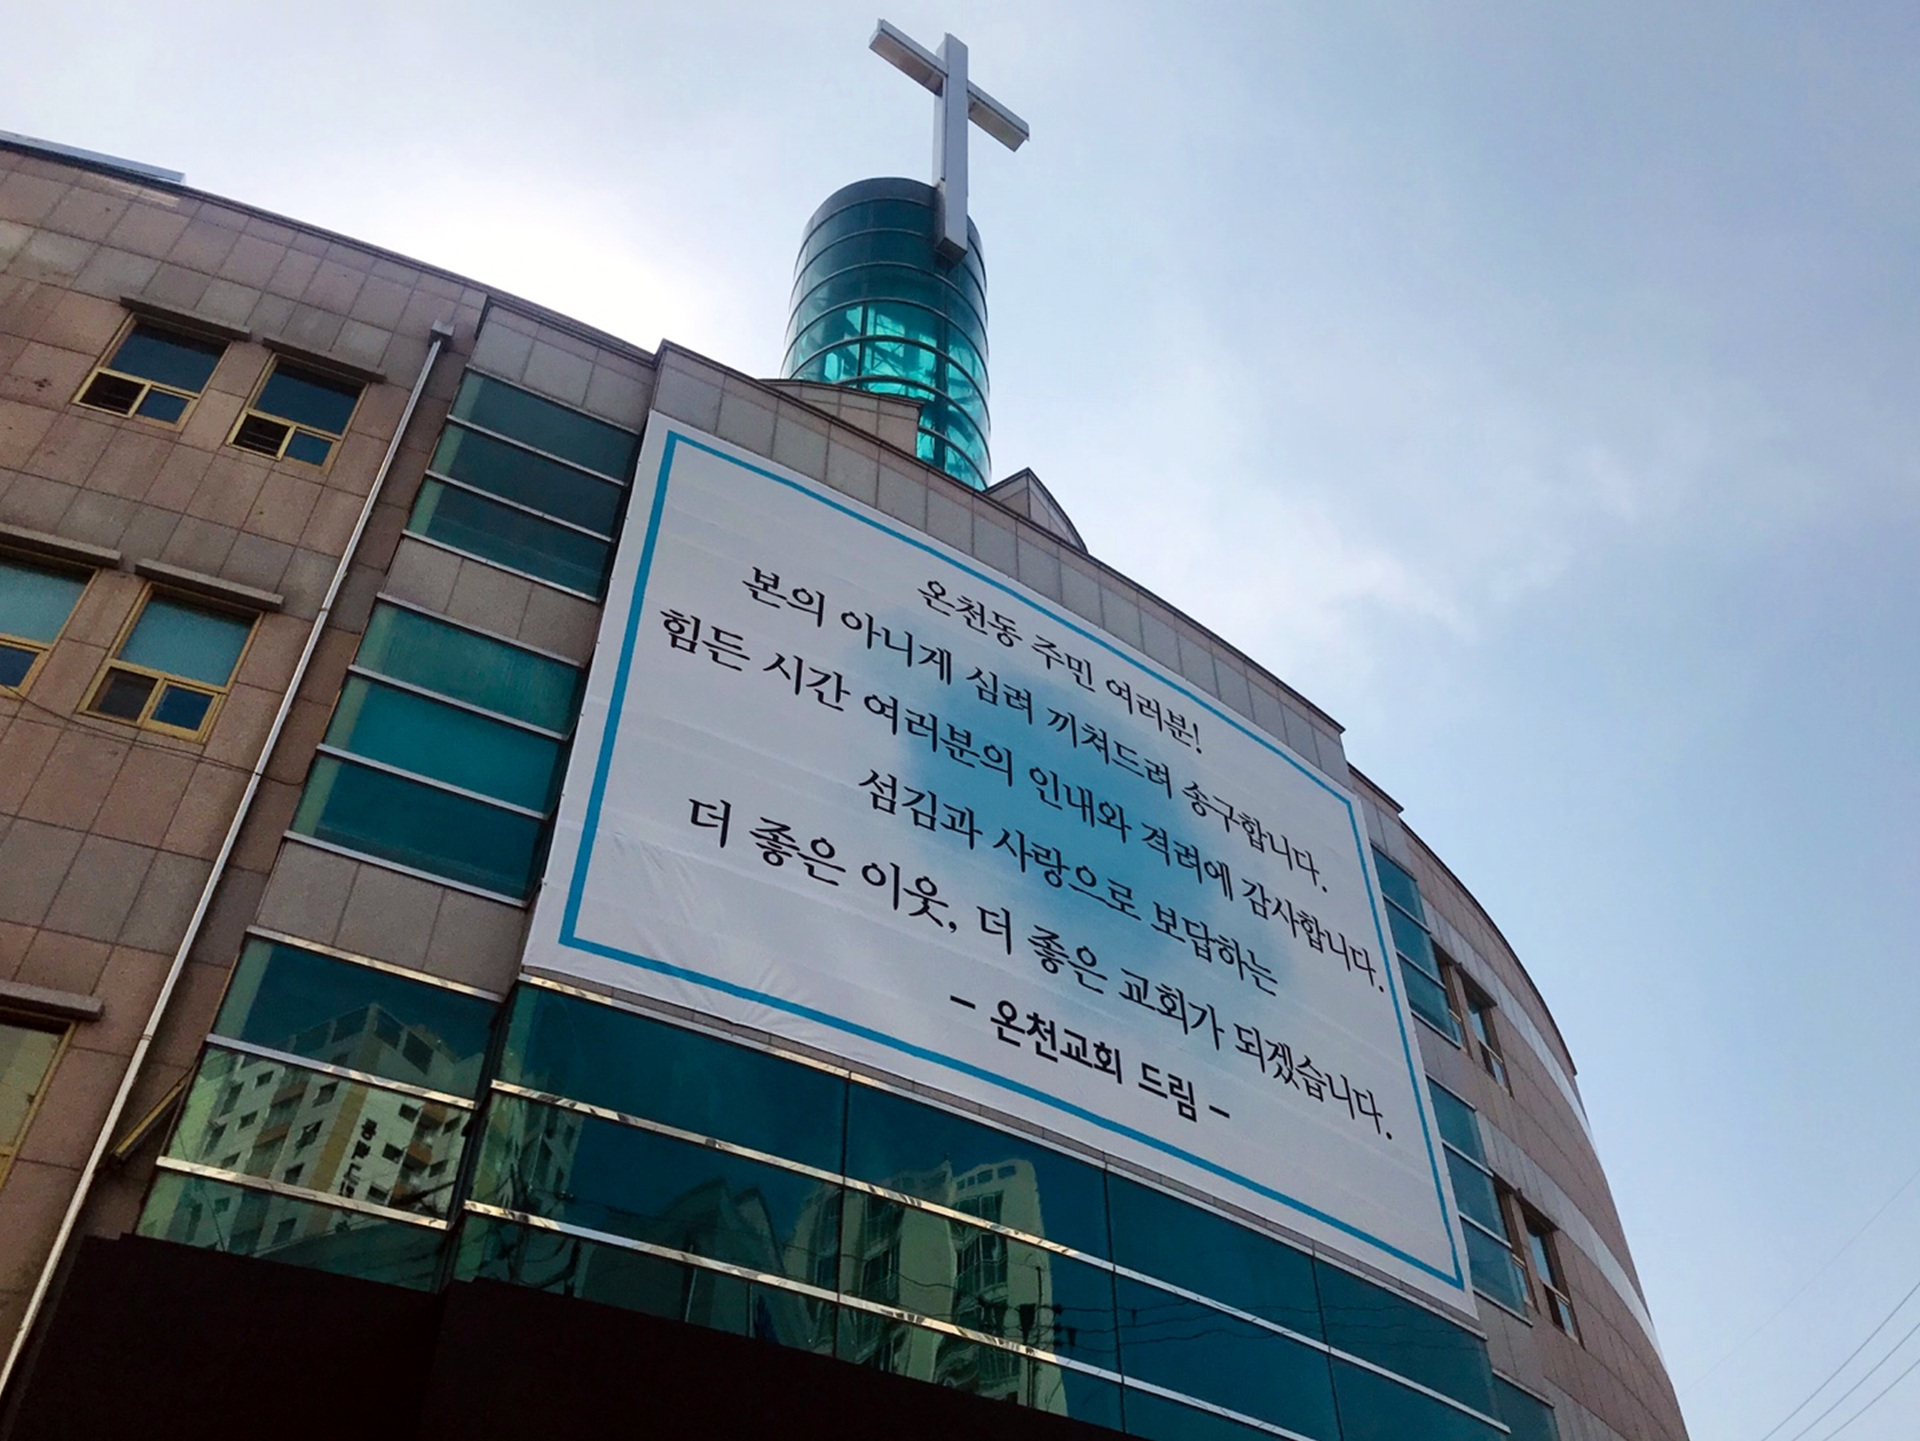 온천동 주민 여러분!
본의 아니게 심려 끼쳐드려 송구합니다.
힘든 시간 여러분의 인내와 격려에 감사합니다.
섬김과 사랑으로 보답하는
더 좋은 이웃, 더 좋은 교회가 되겠습니다.
- 온천교회 드림 -